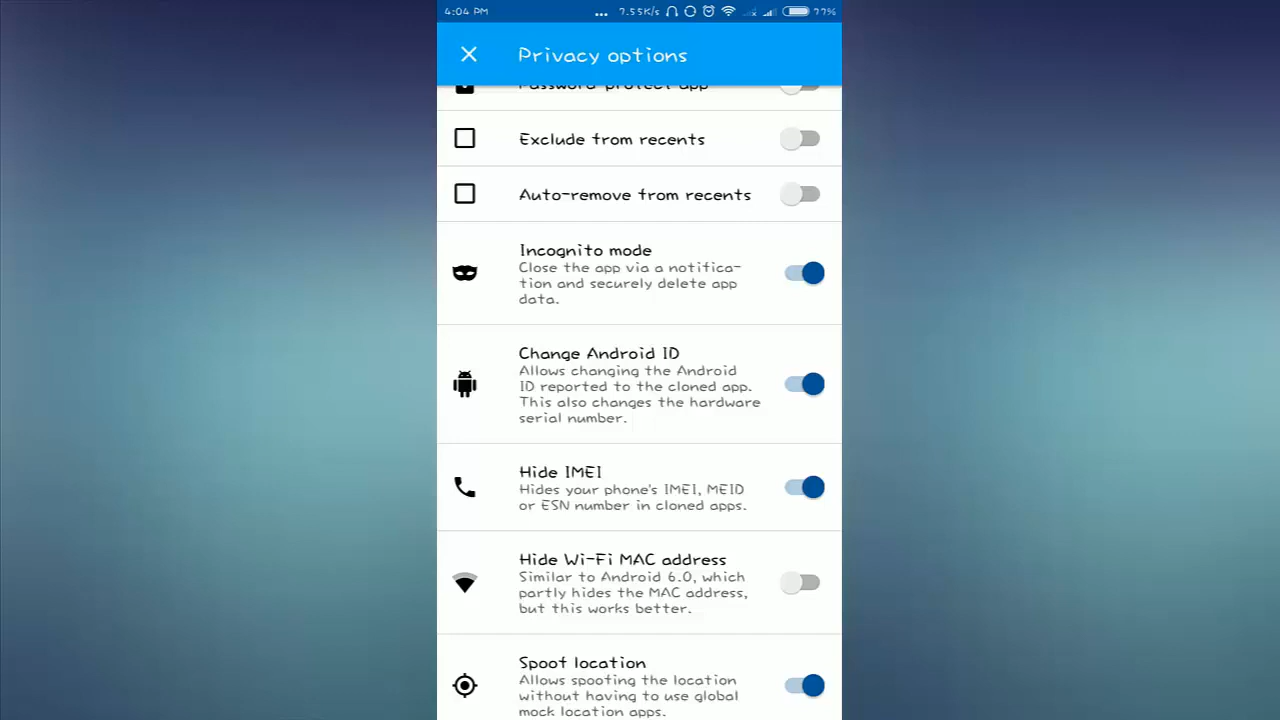 4:04 PM
... 7.55K/s 77%
Privacy options
Password protect app
Exclude from recents
Auto-remove from recents
Incognito mode
Close the app via a notifica-
tion and securely delete app
data.
Change Android ID
Allows changing the Android
ID reported to the cloned app.
This also changes the hardware
serial number.
Hide IMEI
Hides your phone's IMEI, MEID
or ESN number in cloned apps.
Hide Wi-Fi MAC address
Similar to Android 6.0, which
partly hides the MAC address,
but this works better.
Spoof location
Allows spoofing the location
without having to use global
mock location apps.